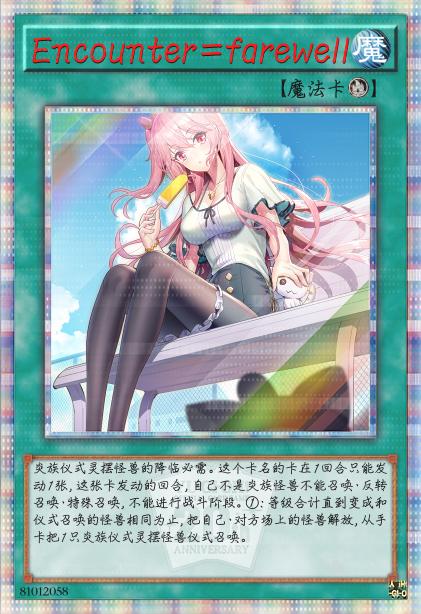 Encounter=farewell 魔
【魔法卡】
炎族仪式灵摆怪兽的降临必需。这个卡名的卡在1回合只能发
动1张,这张卡发动的回合,自己不是炎族怪兽不能召唤·反转
召唤·特殊召唤,不能进行战斗阶段。①:等级合计直到变成和
仪式召唤的怪兽相同为止,把自己·对方场上的怪兽解放,从手
卡把1只炎族仪式灵摆怪兽仪式召唤。
ANNIVERSARY
81012058